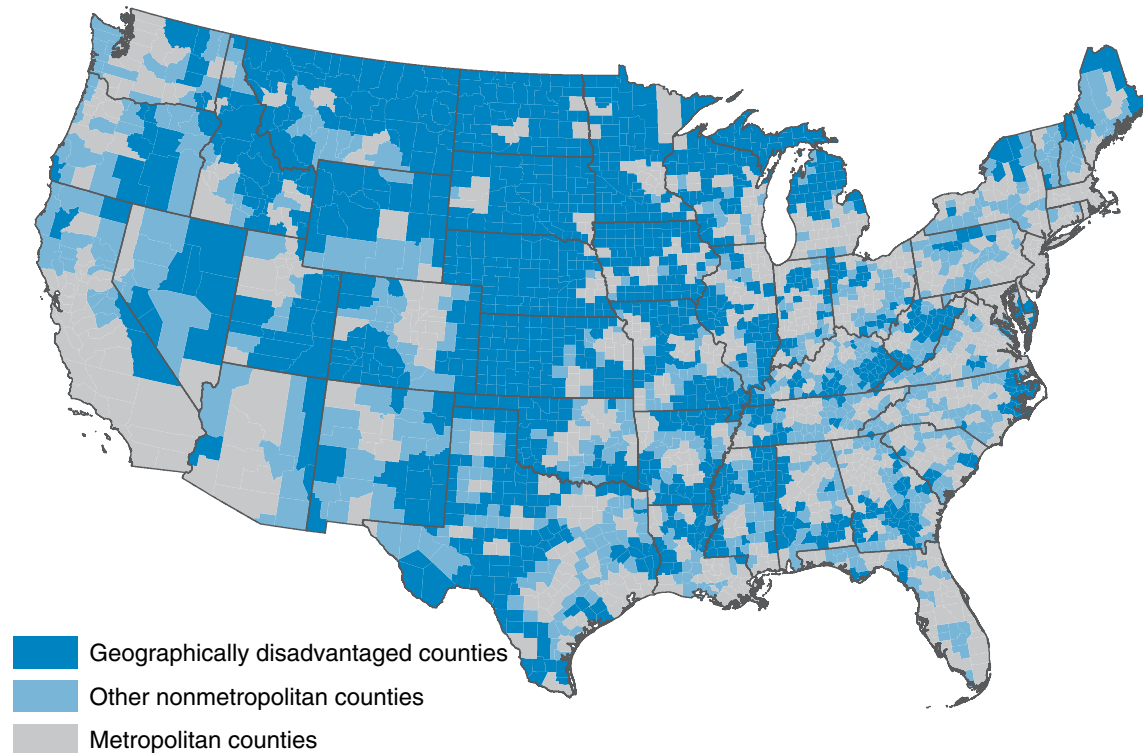 Geographically disadvantaged counties
Other nonmetropolitan counties
Metropolitan counties